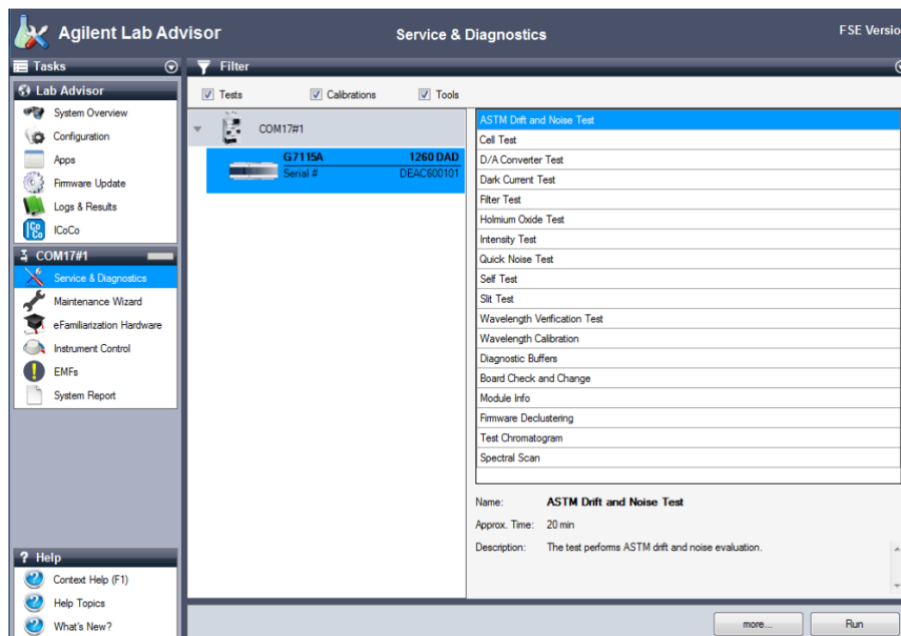 Agilent Lab Advisor
Service & Diagnostics
FSE Versio
Tasks
Filter
Lab Advisor
System Overview
Configuration
Apps
Firmware Update
Logs & Results
ICoCo
COM17#1
Service & Diagnostics
Maintenance Wizard
eFamiliarization Hardware
Instrument Control
EMFs
System Report
? Help
Context Help (F1)
Help Topics
What's New?
Tests Calibrations Tools
COM17#1
G7115A 1260 DAD
Serial # DEAC600101
ASTM Drift and Noise Test
Cell Test
D/A Converter Test
Dark Current Test
Filter Test
Holmium Oxide Test
Intensity Test
Quick Noise Test
Self Test
Slit Test
Wavelength Verification Test
Wavelength Calibration
Diagnostic Buffers
Board Check and Change
Module Info
Firmware Declustering
Test Chromatogram
Spectral Scan
Name: ASTM Drift and Noise Test
Approx. Time: 20 min
Description: The test performs ASTM drift and noise evaluation.
more... Run